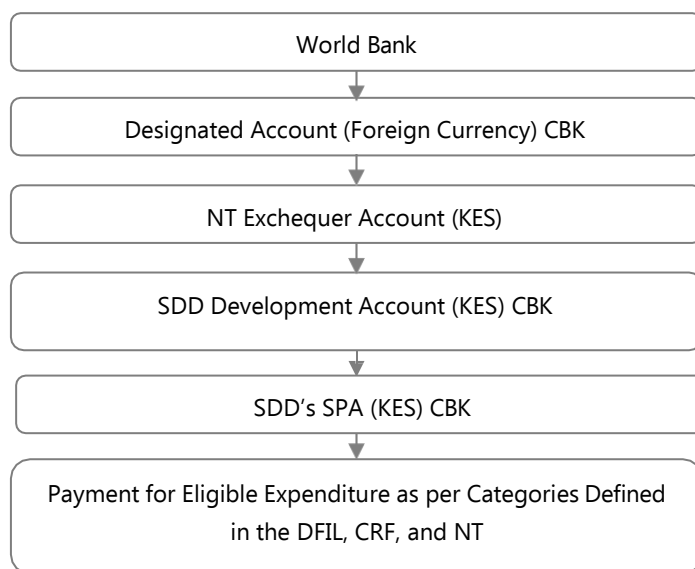 World Bank
Designated Account (Foreign Currency) CBK
NT Exchequer Account (KES)
SDD Development Account (KES) CBK
SDD’s SPA (KES) CBK
Payment for Eligible Expenditure as per Categories Defined
in the DFIL, CRF, and NT